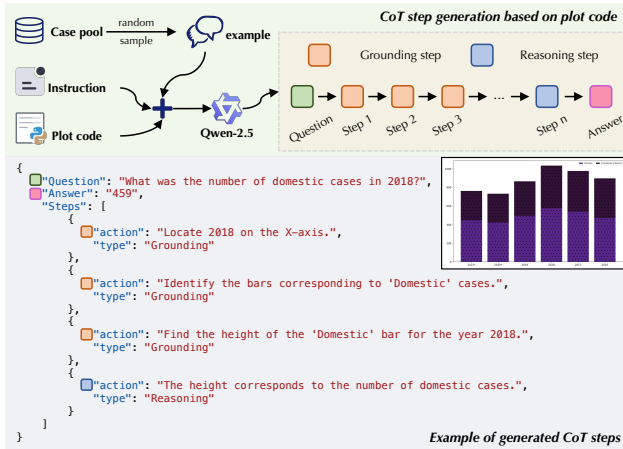 CoT step generation based on plot code
Case pool
random
sample
example
Instruction
Plot code
Qwen-2.5
Grounding step
Reasoning step
Question
Step 1
Step 2
Step 3
...
Step n
Answer
{
"Question": "What was the number of domestic cases in 2018?",
"Answer": "459",
"Steps": [
{
"action": "Locate 2018 on the X-axis.",
"type": "Grounding"
},
{
"action": "Identify the bars corresponding to 'Domestic' cases.",
"type": "Grounding"
},
{
"action": "Find the height of the 'Domestic' bar for the year 2018.",
"type": "Grounding"
},
{
"action": "The height corresponds to the number of domestic cases.",
"type": "Reasoning"
}
]
}
Example of generated CoT steps